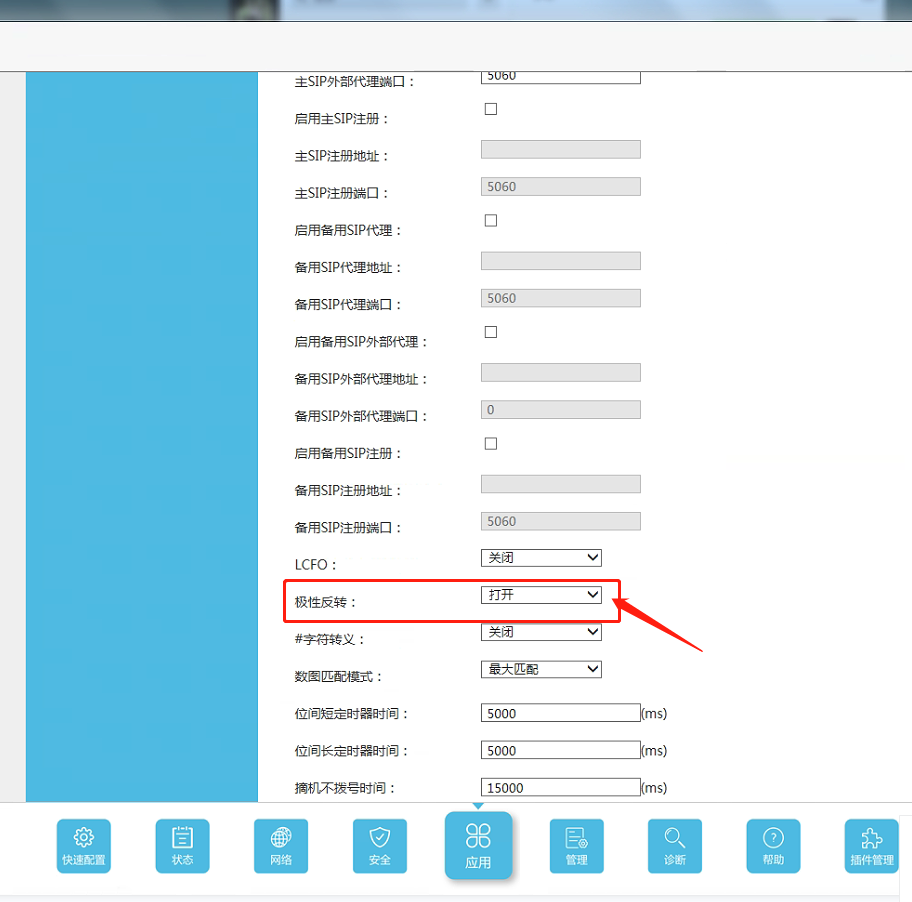 主SIP外部代理端口： 5060
启用主SIP注册：
主SIP注册地址：
主SIP注册端口： 5060
启用备用SIP代理：
备用SIP代理地址：
备用SIP代理端口： 5060
启用备用SIP外部代理：
备用SIP外部代理地址：
备用SIP外部代理端口： 0
启用备用SIP注册：
备用SIP注册地址：
备用SIP注册端口： 5060
LCFO： 关闭
极性反转： 打开
#字符转义： 关闭
数图匹配模式： 最大匹配
位间短定时器时间： 5000 (ms)
位间长定时器时间： 5000 (ms)
摘机不拨号时间： 15000 (ms)
快速配置 状态 网络 安全 应用 管理 诊断 帮助 插件管理